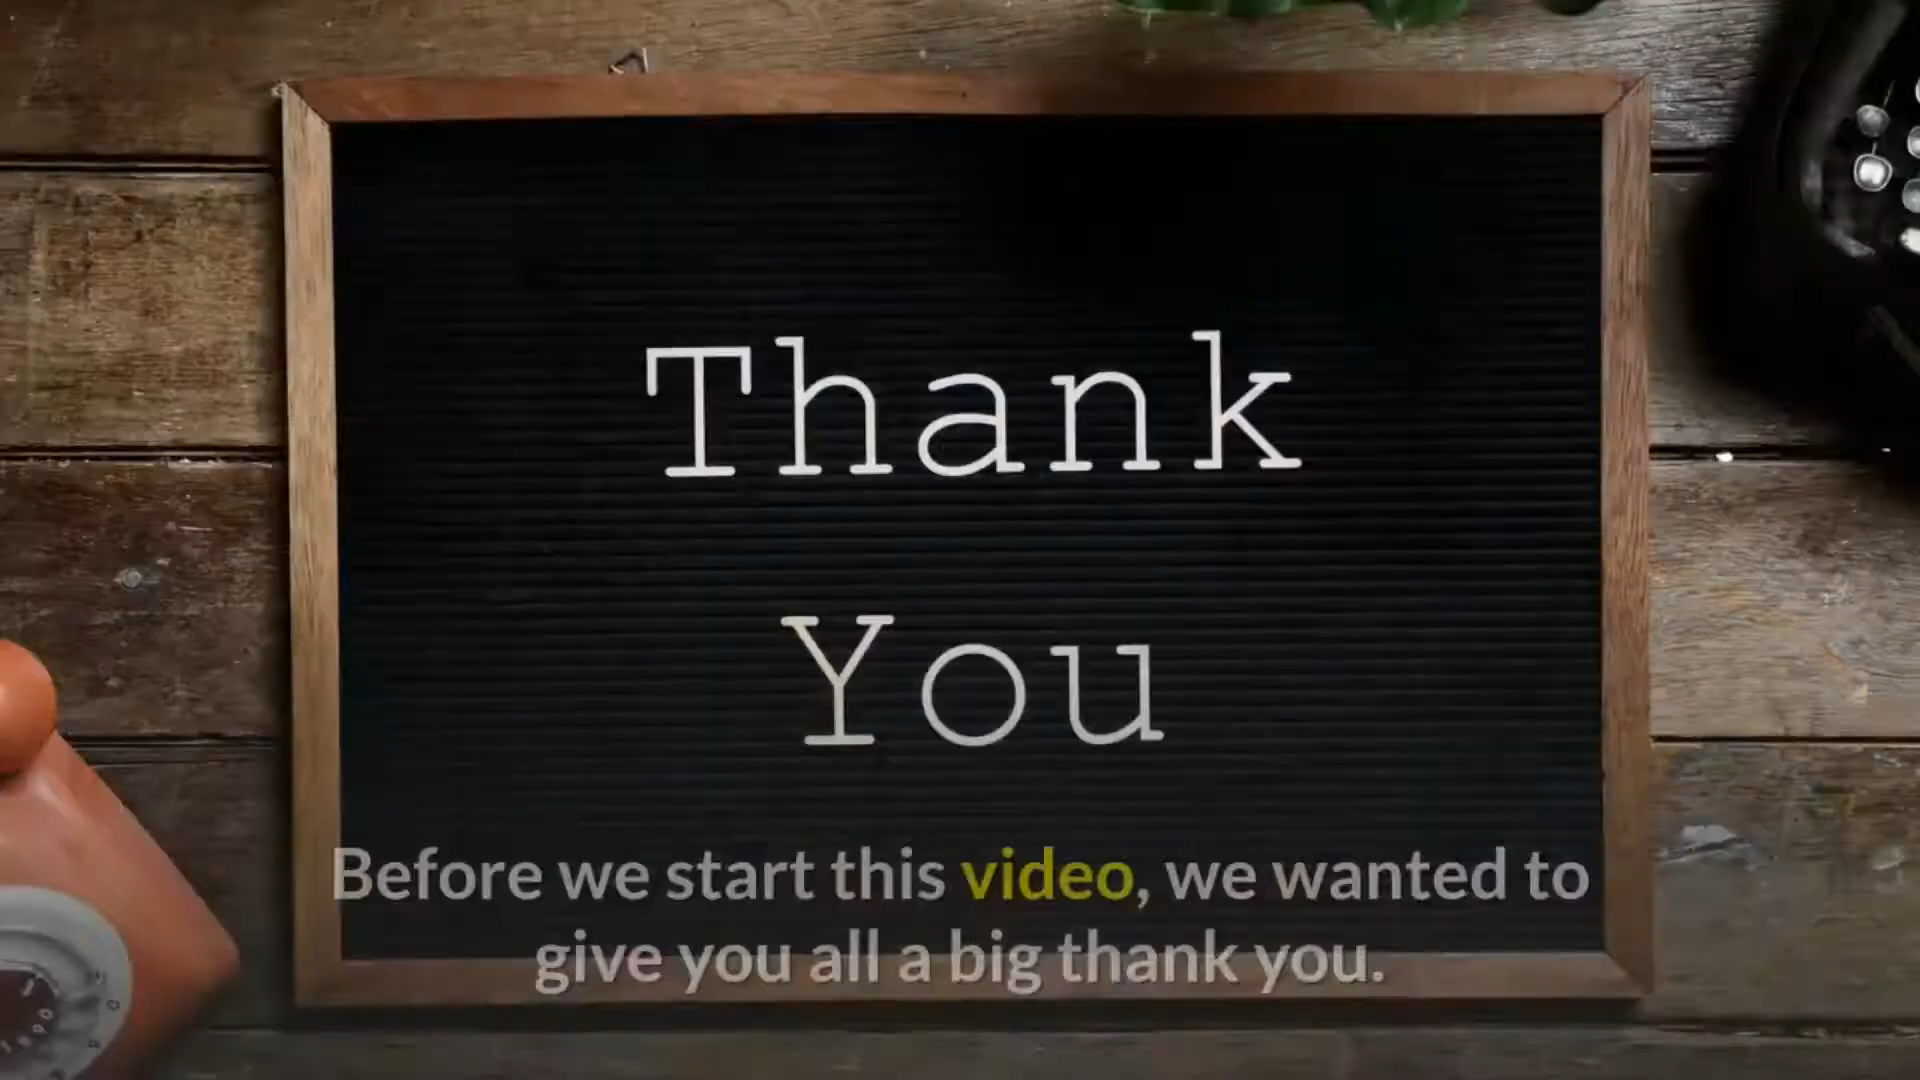 Thank
You
Before we start this video, we wanted to
give you all a big thank you.